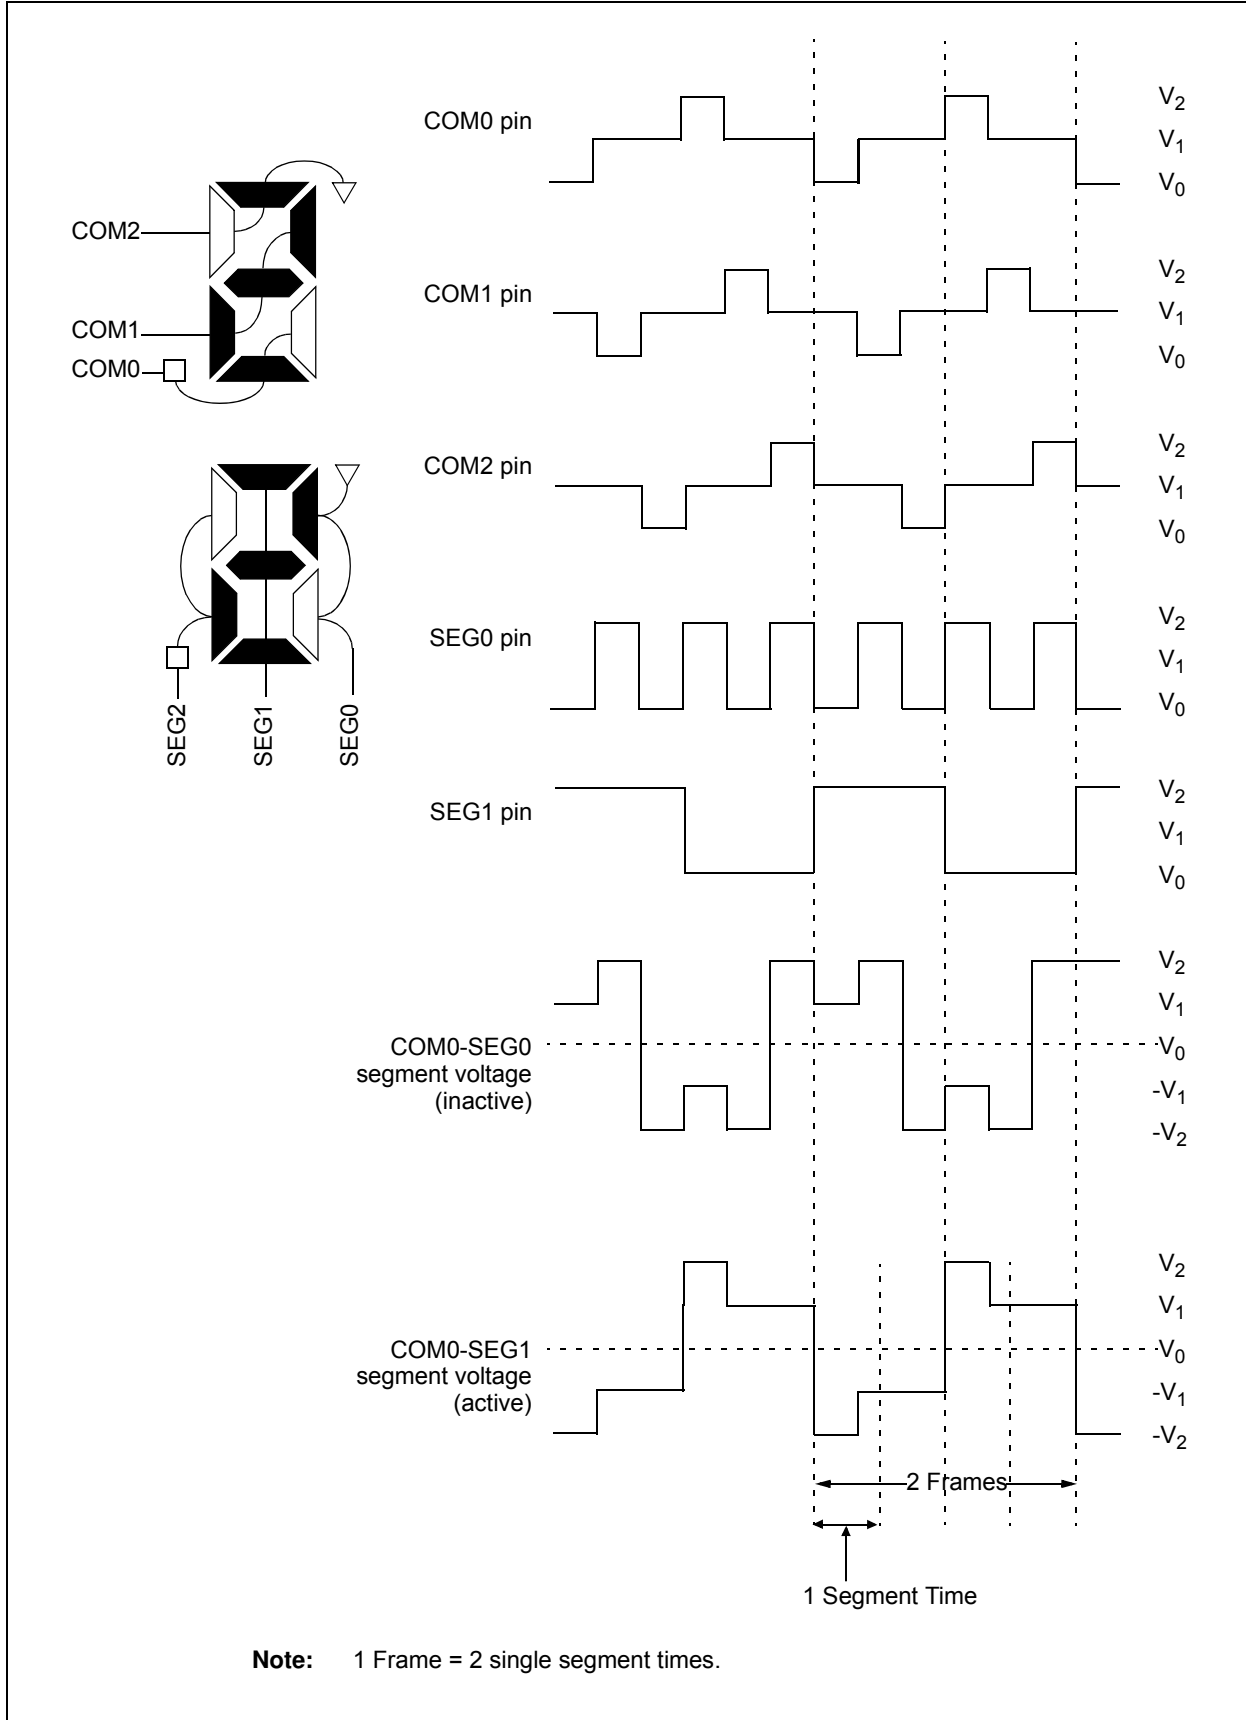 COM0 pin
V2
V1
V0
COM2
COM1
COM0
COM1 pin
V2
V1
V0
COM2 pin
V2
V1
V0
SEG2
SEG1
SEG0
SEG0 pin
V2
V1
V0
SEG1 pin
V2
V1
V0
COM0-SEG0
segment voltage
(inactive)
V2
V1
V0
-V1
-V2
COM0-SEG1
segment voltage
(active)
V2
V1
V0
-V1
-V2
2 Frames
1 Segment Time
Note: 1 Frame = 2 single segment times.